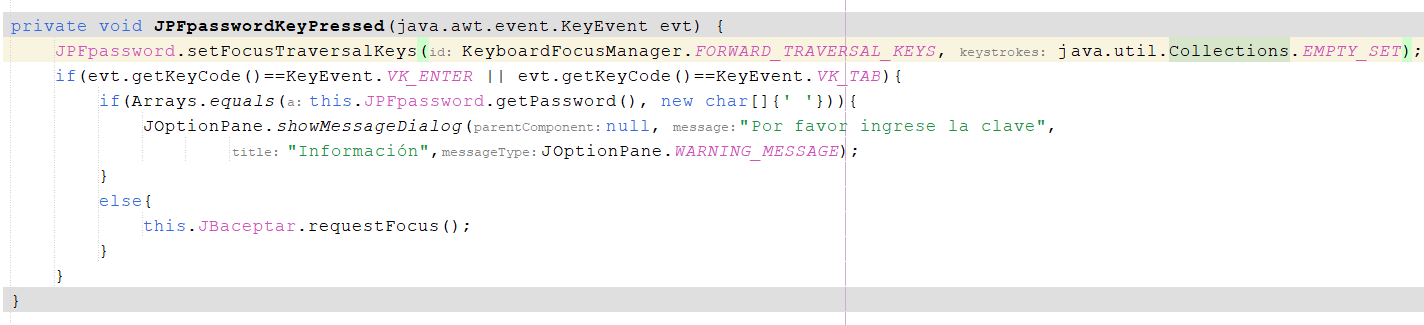 private void JPFpasswordKeyPressed(java.awt.event.KeyEvent evt) {
    JPFpassword.setFocusTraversalKeys(id: KeyboardFocusManager.FORWARD_TRAVERSAL_KEYS, keystrokes: java.util.Collections.EMPTY_SET);
    if(evt.getKeyCode()==KeyEvent.VK_ENTER || evt.getKeyCode()==KeyEvent.VK_TAB){
        if(Arrays.equals(a: this.JPFpassword.getPassword(), new char[]{' '})){
            JOptionPane.showMessageDialog(parentComponent: null, message: "Por favor ingrese la clave",
                    title: "Información",messageType: JOptionPane.WARNING_MESSAGE);
        }
        else{
            this.JBaceptar.requestFocus();
        }
    }
}